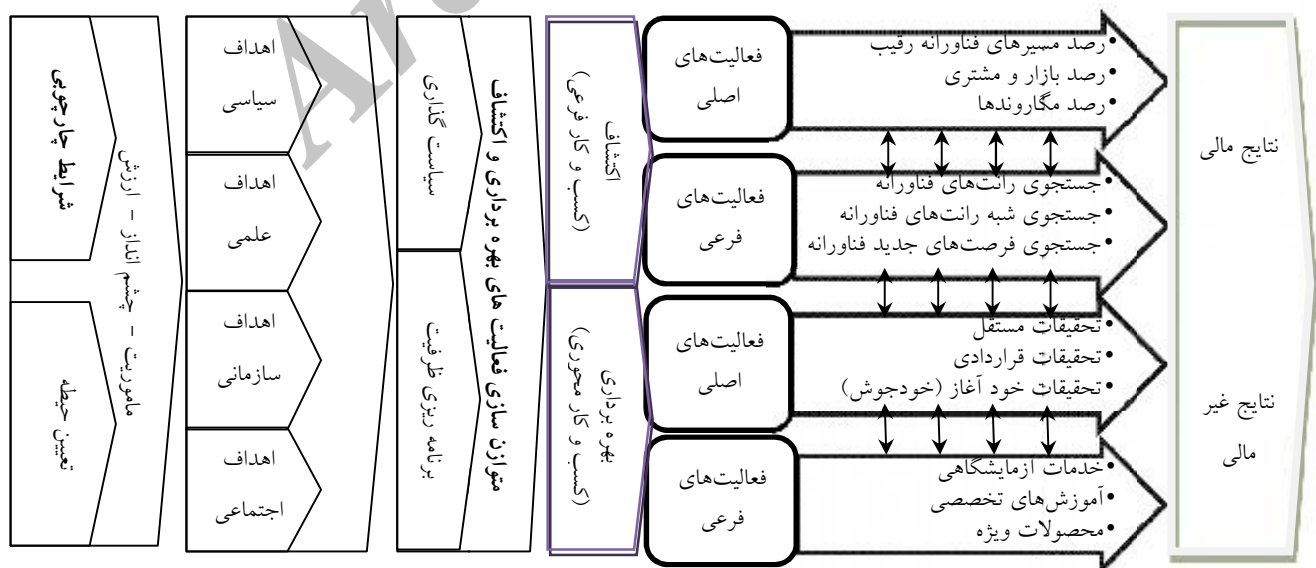 شرایط چارچوبی
تعیین حیطه
ماموریت - چشم انداز - ارزش
اهداف
سیاسی
اهداف
علمی
اهداف
سازمانی
اهداف
اجتماعی
سیاست گذاری
برنامه ریزی ظرفیت
متوازن سازی فعالیت های بهره برداری و اکتشاف
اکتشاف
(کسب و کار فرعی)
بهره برداری
(کسب و کار محوری)
فعالیت‌های
اصلی
•رصد مسیرهای فناورانه رقیب
•رصد بازار و مشتری
•رصد مگاروندها
فعالیت‌های
فرعی
•جستجوی رانت‌های فناورانه
•جستجوی شبه رانت‌های فناورانه
•جستجوی فرصت‌های جدید فناورانه
فعالیت‌های
اصلی
•تحقیقات مستقل
•تحقیقات قراردادی
•تحقیقات خود آغاز (خودجوش)
فعالیت‌های
فرعی
•خدمات آزمایشگاهی
•آموزش‌های تخصصی
•محصولات ویژه
نتایج مالی
نتایج غیر
مالی